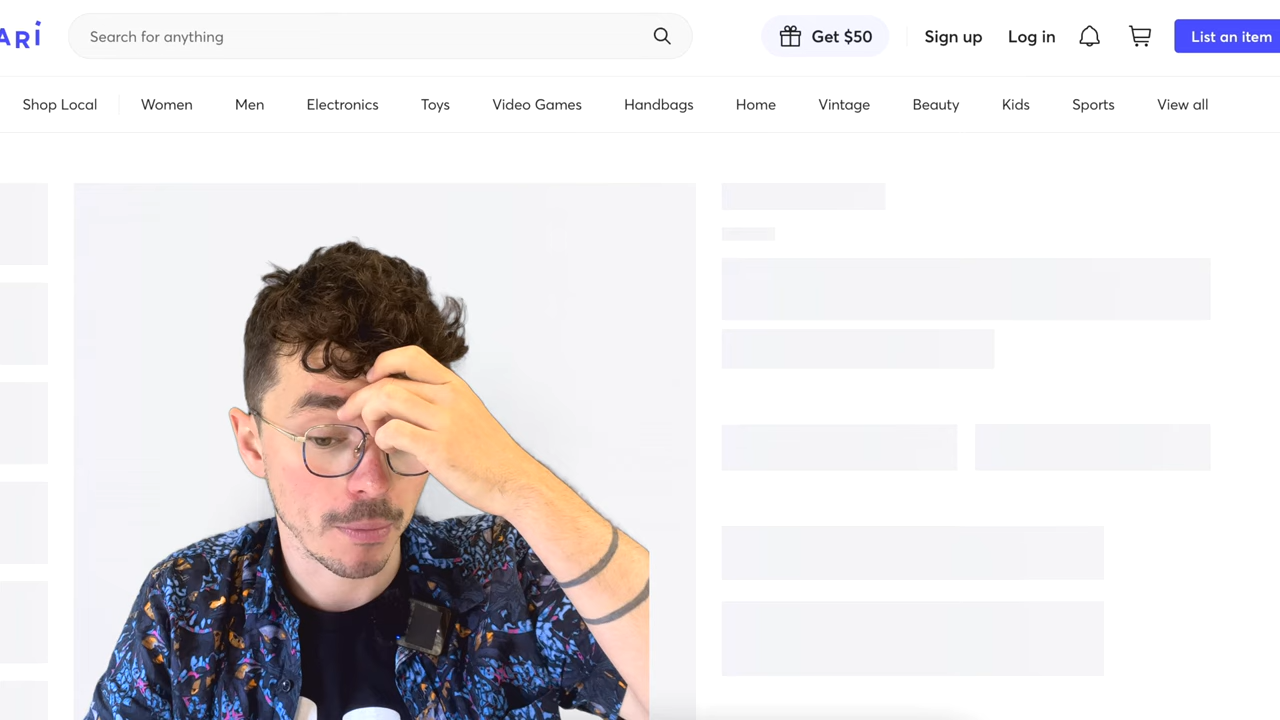 ARI Search for anything Get $50 Sign up Log in List an item
Shop Local Women Men Electronics Toys Video Games Handbags Home Vintage Beauty Kids Sports View all